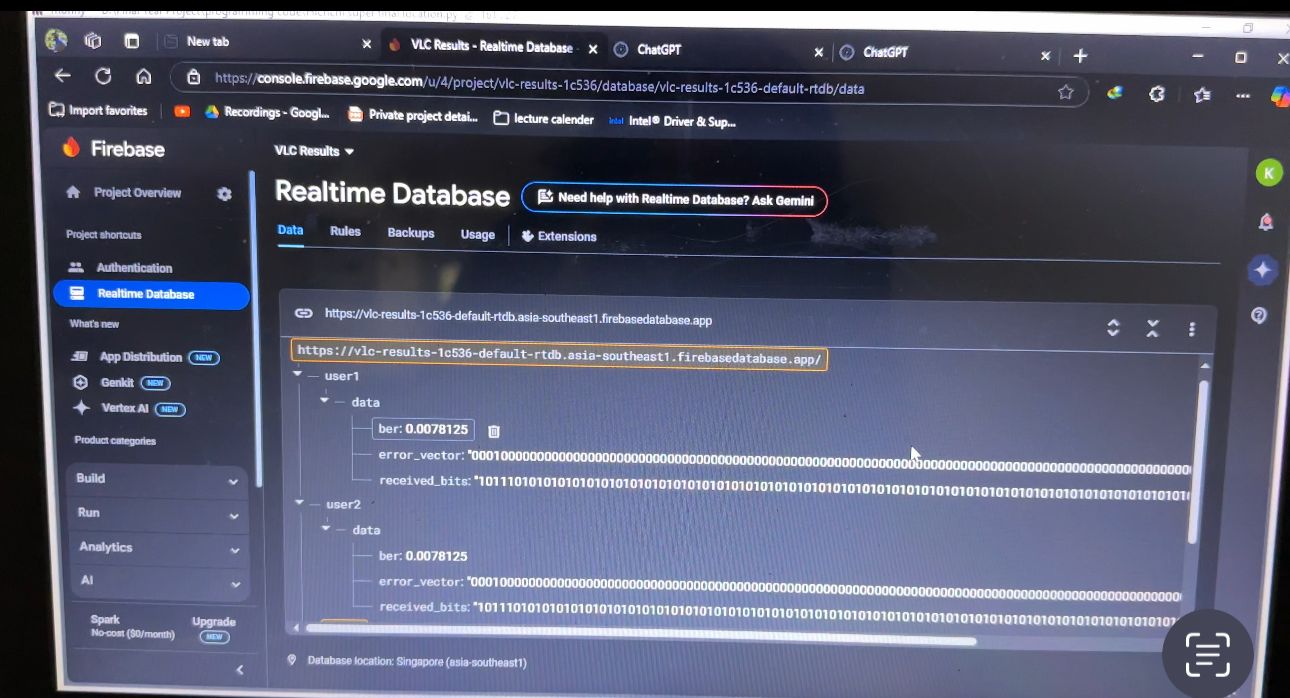 New tab
VLC Results - Realtime Database
ChatGPT
ChatGPT
https://console.firebase.google.com/u/4/project/vlc-results-1c536/database/vlc-results-1c536-default-rtdb/data
Import favorites
Recordings - Googl...
Private project detai...
lecture calender
intel
Intel® Driver & Sup...
Firebase
VLC Results
Project Overview
Realtime Database
Need help with Realtime Database? Ask Gemini
K
Project shortcuts
Data
Rules
Backups
Usage
Extensions
Authentication
Realtime Database
What's new
https://vlc-results-1c536-default-rtdb.asia-southeast1.firebasedatabase.app
App Distribution NEW
https://vlc-results-1c536-default-rtdb.asia-southeast1.firebasedatabase.app/
Genkit NEW
user1
Vertex AI NEW
data
Product categories
ber: 0.0078125
error_vector:
Build
received_bits:
Run
user2
data
Analytics
ber: 0.0078125
AI
error_vector:
received_bits:
Spark
No-cost ($0/month)
Upgrade
NEW
Database location: Singapore (asia-southeast1)